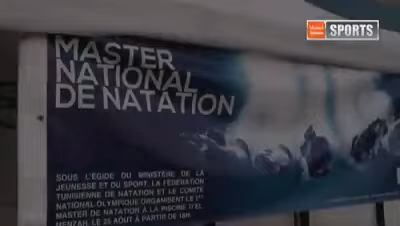 SPORTS
MASTER
NATIONAL
DE NATATION
SOUS L'ÉGIDE DU MINISTÈRE DE LA
JEUNESSE ET DU SPORT, LA FÉDÉRATION
TUNISIENNE DE NATATION ET LE COMITÉ
NATIONAL OLYMPIQUE ORGANISENT LE 1ER
MASTER DE NATATION À LA PISCINE D'EL
MENZAH, LE 25 AOUT À PARTIR DE 18H